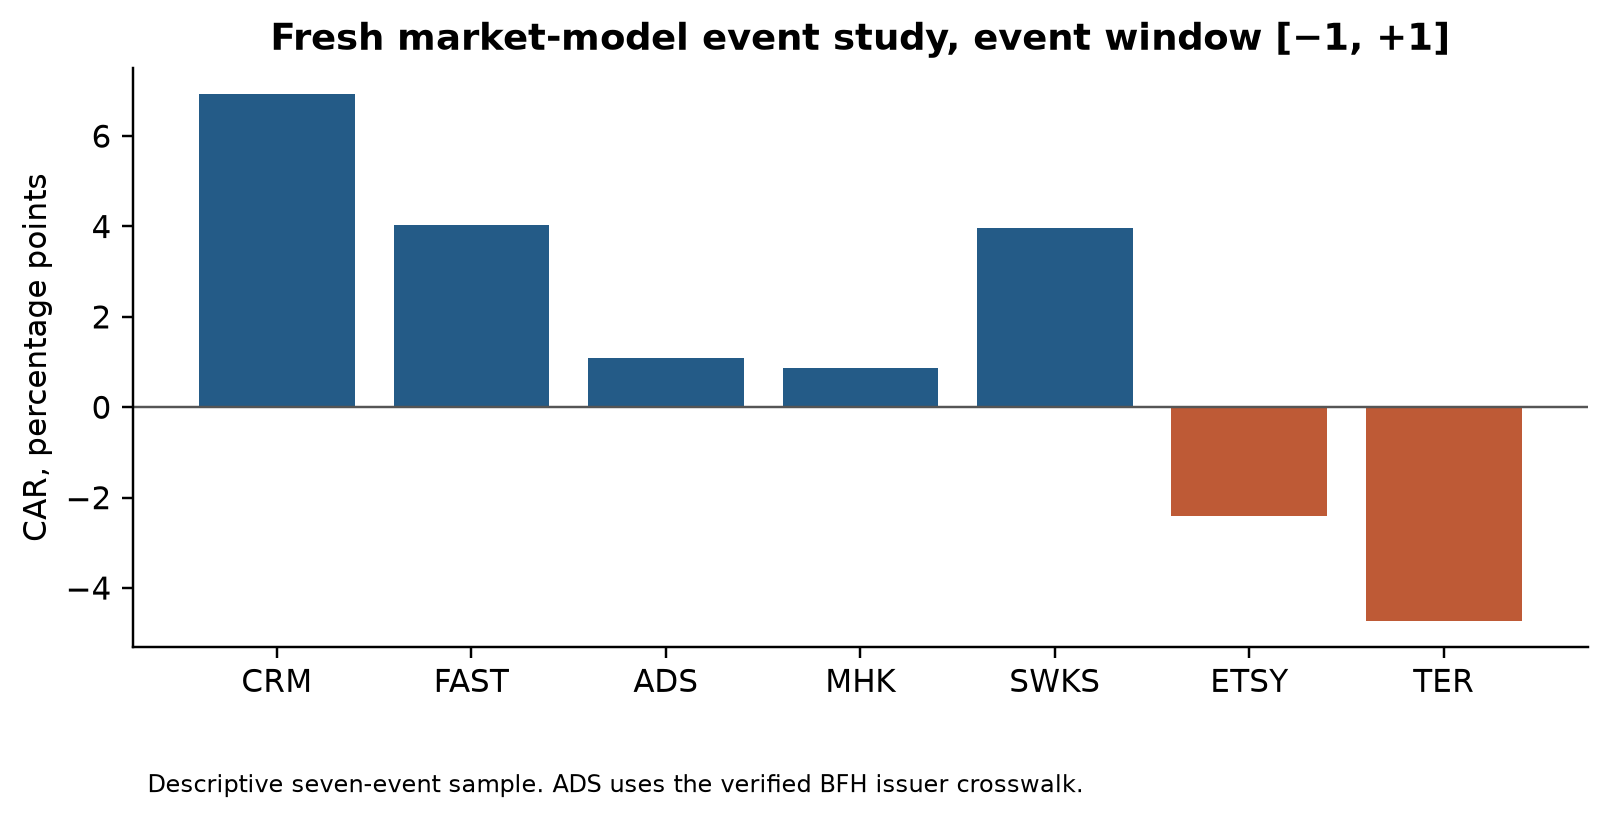 Fresh market-model event study, event window [−1, +1]
CAR, percentage points
6
4
2
0
−2
−4
CRM FAST ADS MHK SWKS ETSY TER
Descriptive seven-event sample. ADS uses the verified BFH issuer crosswalk.